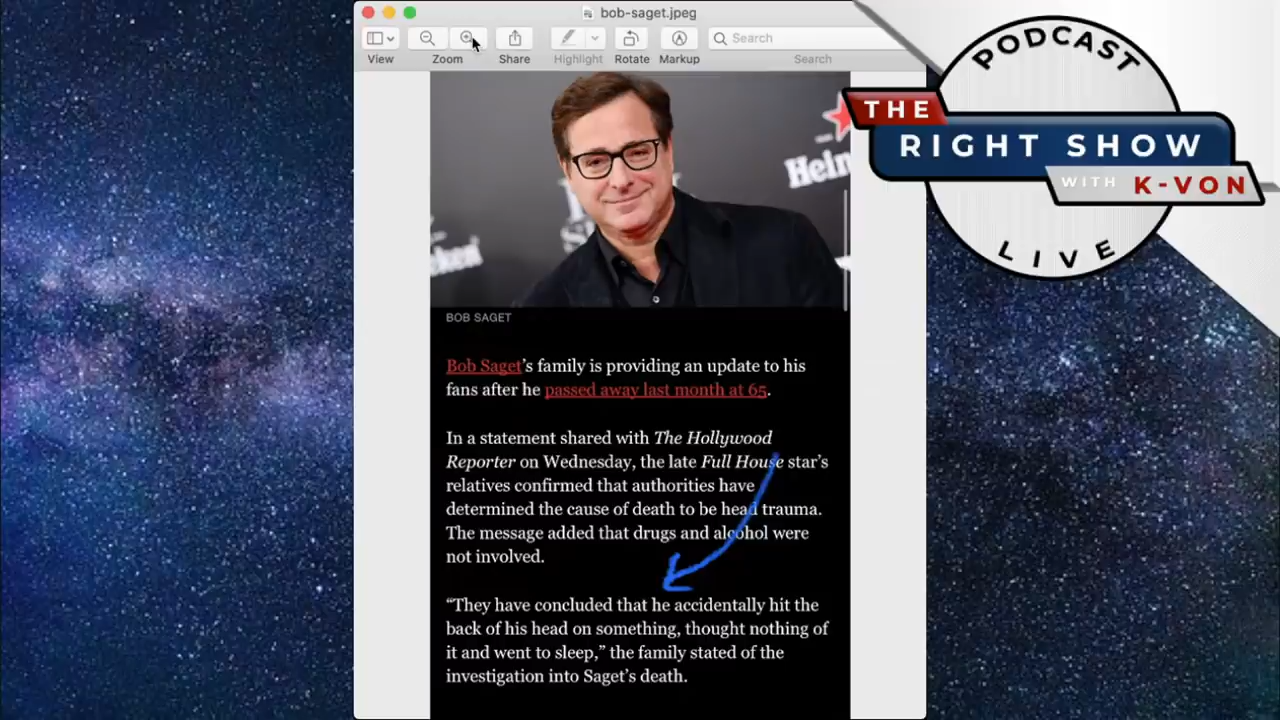 bob-saget.jpeg
View
Zoom
Share
Highlight
Rotate
Markup
Search
Search
PODCAST
THE
RIGHT SHOW
WITH K-VON
LIVE
Hein
eken
BOB SAGET
Bob Saget's family is providing an update to his
fans after he passed away last month at 65.
In a statement shared with The Hollywood
Reporter on Wednesday, the late Full House star's
relatives confirmed that authorities have
determined the cause of death to be head trauma.
The message added that drugs and alcohol were
not involved.
“They have concluded that he accidentally hit the
back of his head on something, thought nothing of
it and went to sleep,” the family stated of the
investigation into Saget's death.